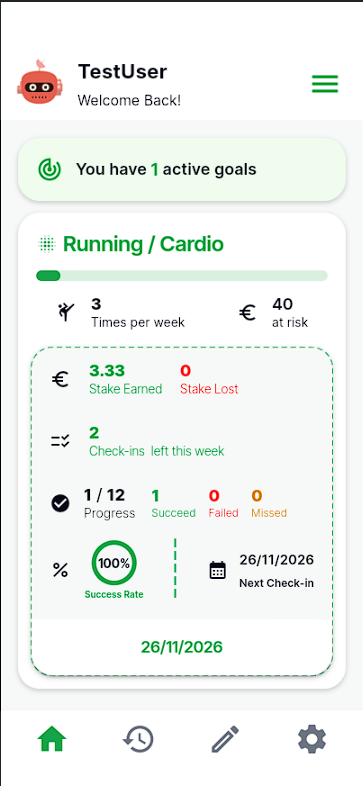 TestUser
Welcome Back!
You have 1 active goals
Running / Cardio
3
Times per week
€ 40
at risk
€ 3.33
Stake Earned
0
Stake Lost
2
Check-ins left this week
1 / 12
Progress
1
Succeed
0
Failed
0
Missed
%
100%
Success Rate
26/11/2026
Next Check-in
26/11/2026